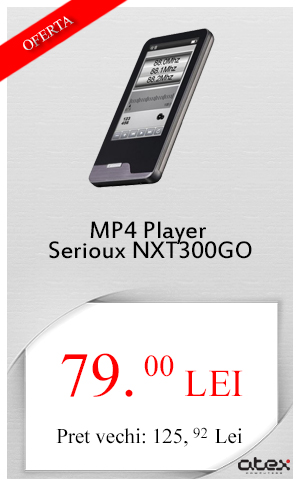 OFERTA
88.0Mhz
88.1Mhz
88.2Mhz
MP4 Player
Serioux NXT300GO
79.00 LEI
Pret vechi: 125, 92 Lei
atex
COMPUTERS